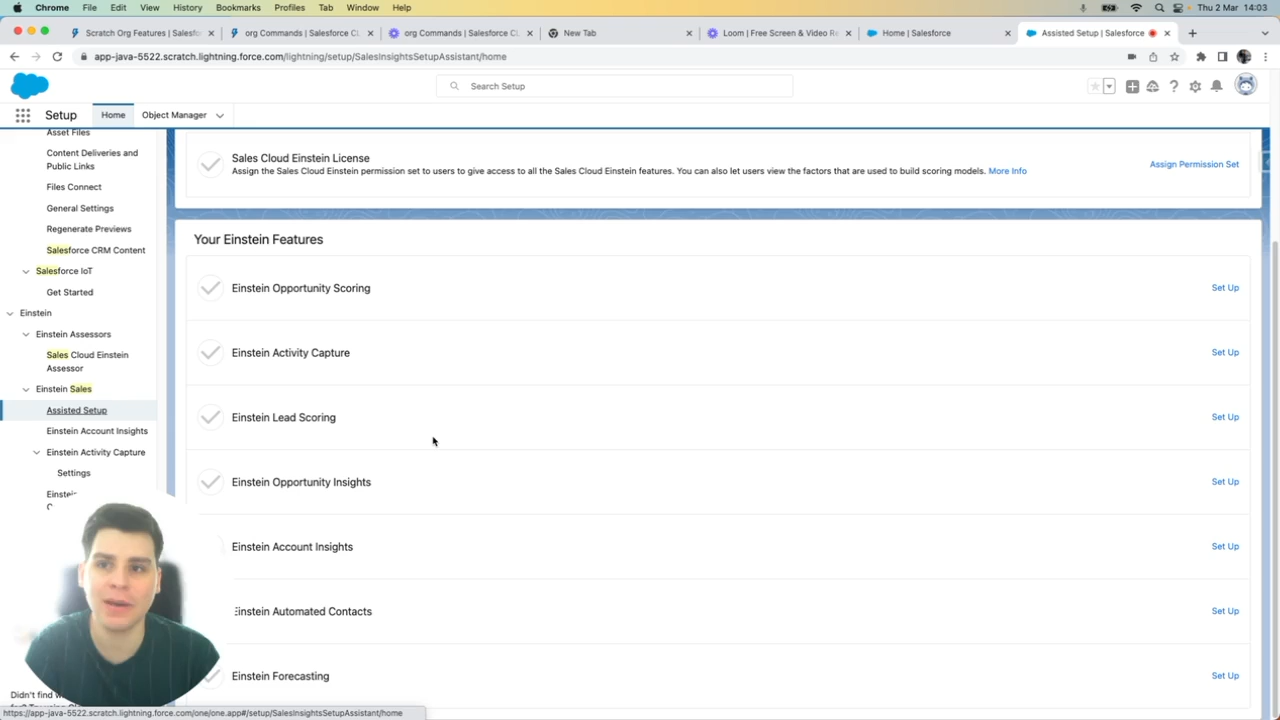 Chrome File Edit View History Bookmarks Profiles Tab Window Help Thu 2 Mar 14:03
Scratch Org Features | Salesfo org Commands | Salesforce CL org Commands | Salesforce CL New Tab Loom | Free Screen & Video Re Home | Salesforce Assisted Setup | Salesforce
app-java-5522.scratch.lightning.force.com/lightning/setup/SalesInsightsSetupAssistant/home
Search Setup
Setup Home Object Manager
Asset Files
Content Deliveries and
Public Links
Files Connect
General Settings
Regenerate Previews
Salesforce CRM Content
Salesforce IoT
Get Started
Einstein
Einstein Assessors
Sales Cloud Einstein
Assessor
Einstein Sales
Assisted Setup
Einstein Account Insights
Einstein Activity Capture
Settings
Einstei
Didn't find w
Sales Cloud Einstein License
Assign the Sales Cloud Einstein permission set to users to give access to all the Sales Cloud Einstein features. You can also let users view the factors that are used to build scoring models. More Info
Assign Permission Set
Your Einstein Features
Einstein Opportunity Scoring Set Up
Einstein Activity Capture Set Up
Einstein Lead Scoring Set Up
Einstein Opportunity Insights Set Up
Einstein Account Insights Set Up
Einstein Automated Contacts Set Up
Einstein Forecasting Set Up
https://app-java-5522.scratch.lightning.force.com/one/one.app#/setup/SalesInsightsSetupAssistant/home